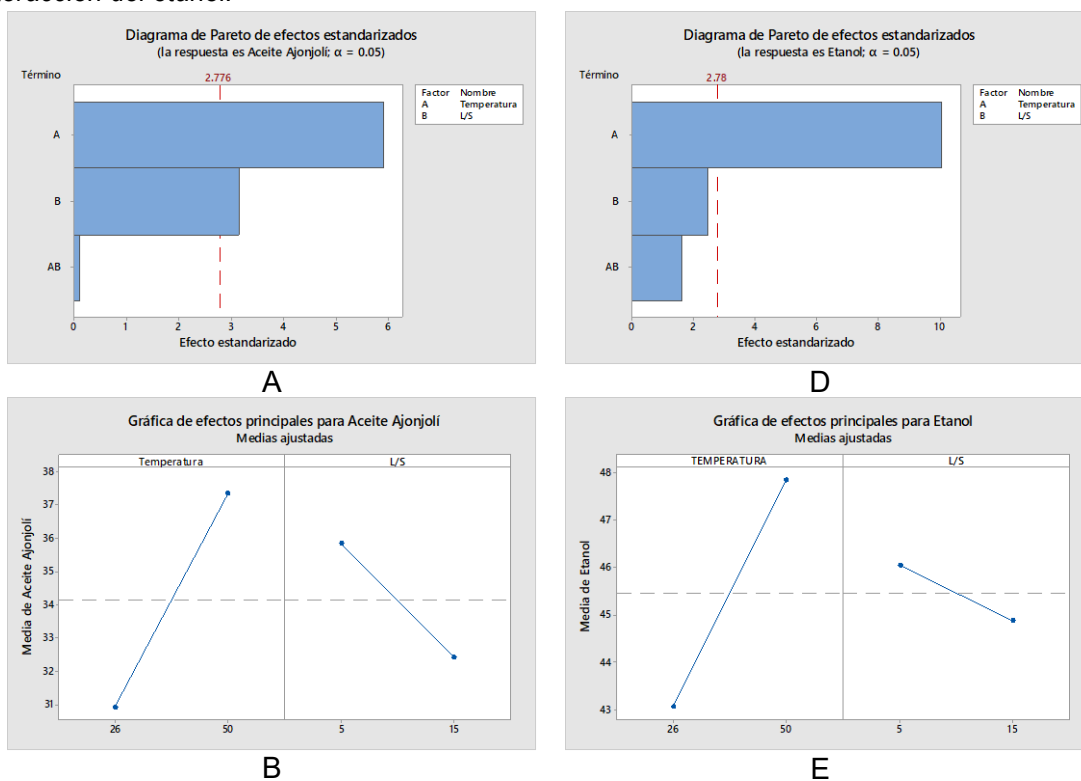 Diagrama de Pareto de efectos estandarizados
(la respuesta es Aceite Ajonjolí; α = 0.05)
Término
2.776
Factor Nombre
A Temperatura
B L/S
A
B
AB
0 1 2 3 4 5 6
Efecto estandarizado
A
Diagrama de Pareto de efectos estandarizados
(la respuesta es Etanol; α = 0.05)
Término
2.78
Factor Nombre
A Temperatura
B L/S
A
B
AB
0 2 4 6 8 10
Efecto estandarizado
D
Gráfica de efectos principales para Aceite Ajonjolí
Medias ajustadas
Temperatura L/S
Media de Aceite Ajonjolí
38
37
36
35
34
33
32
31
26 50 5 15
B
Gráfica de efectos principales para Etanol
Medias ajustadas
TEMPERATURA L/S
Media de Etanol
48
47
46
45
44
43
26 50 5 15
E